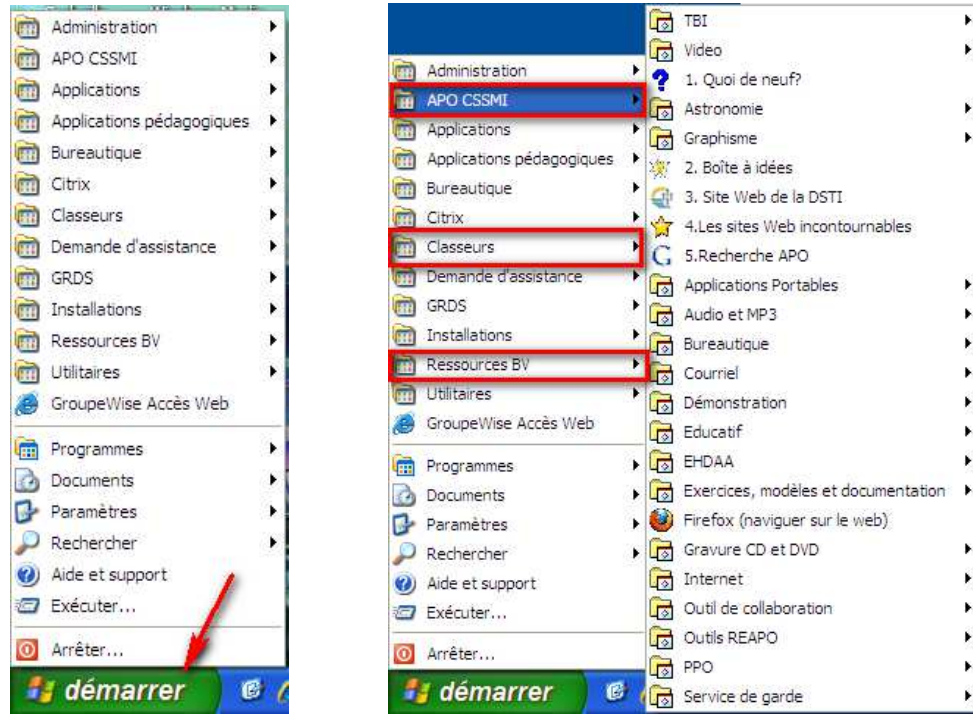 Administration
APO CSSMI
Applications
Applications pédagogiques
Bureautique
Citrix
Classeurs
Demande d'assistance
GRDS
Installations
Ressources BV
Utilitaires
GroupeWise Accès Web
Programmes
Documents
Paramètres
Rechercher
Aide et support
Exécuter...
Arrêter...
démarrer
Administration
APO CSSMI
Applications
Applications pédagogiques
Bureautique
Citrix
Classeurs
Demande d'assistance
GRDS
Installations
Ressources BV
Utilitaires
GroupeWise Accès Web
Programmes
Documents
Paramètres
Rechercher
Aide et support
Exécuter...
Arrêter...
démarrer
TBI
Video
1. Quoi de neuf?
Astronomie
Graphisme
2. Boîte à idées
3. Site Web de la DSTI
4.Les sites Web incontournables
5.Recherche APO
Applications Portables
Audio et MP3
Bureautique
Courriel
Démonstration
Educatif
EHDAA
Exercices, modèles et documentation
Firefox (naviguer sur le web)
Gravure CD et DVD
Internet
Outil de collaboration
Outils REAPO
PPO
Service de garde